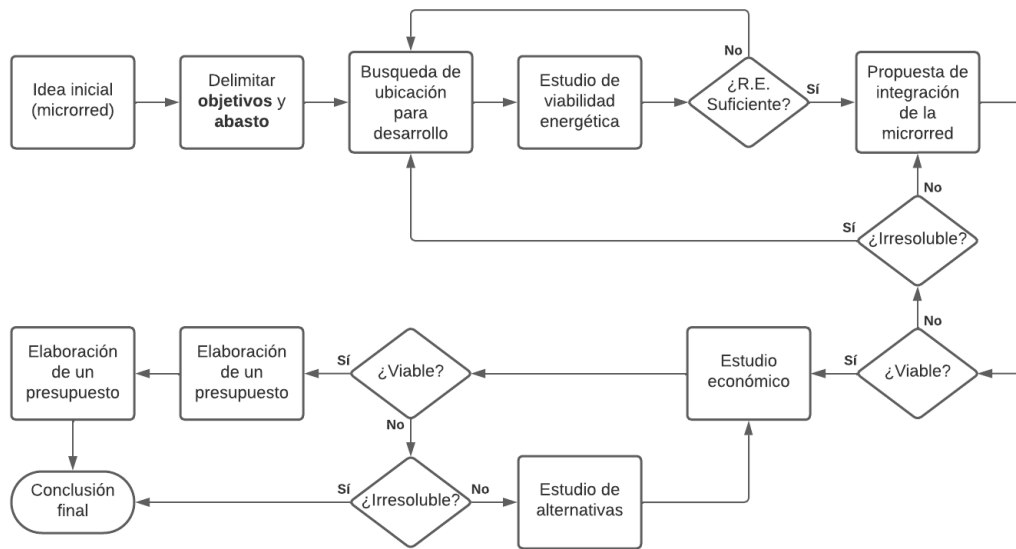 Idea inicial
(microrred)
Delimitar
objetivos y
abasto
Busqueda de
ubicación
para
desarrollo
Estudio de
viabilidad
energética
No
¿R.E.
Suficiente?
Sí
Propuesta de
integración
de la
microrred
No
Sí
¿Irresoluble?
No
Elaboración
de un
presupuesto
Elaboración
de un
presupuesto
Sí
¿Viable?
No
Estudio
económico
Sí
¿Viable?
Conclusión
final
Sí
¿Irresoluble?
No
Estudio de
alternativas